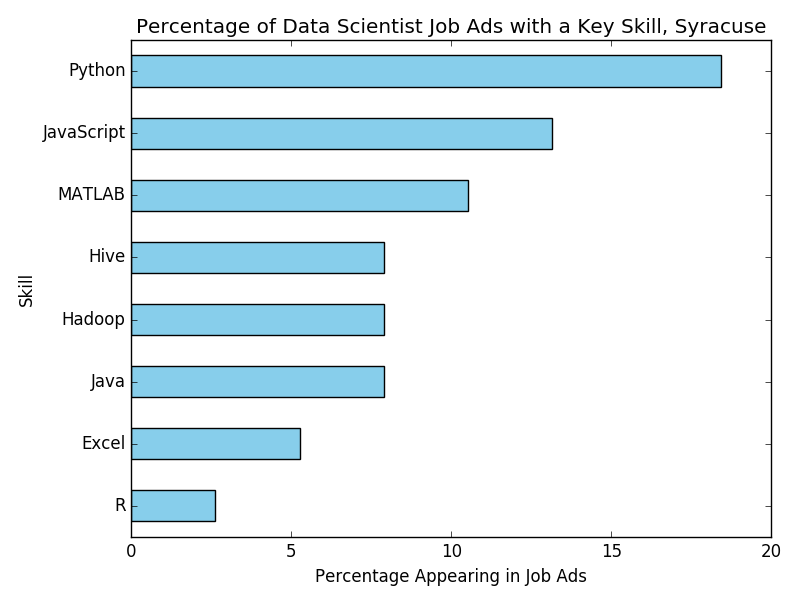 Percentage of Data Scientist Job Ads with a Key Skill, Syracuse
Python
JavaScript
MATLAB
Hive
Hadoop
Java
Excel
R
Skill
0 5 10 15 20
Percentage Appearing in Job Ads